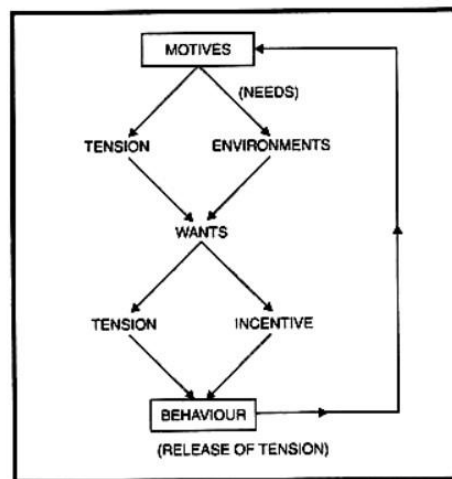 MOTIVES
(NEEDS)
TENSION ENVIRONMENTS
WANTS
TENSION INCENTIVE
BEHAVIOUR
(RELEASE OF TENSION)